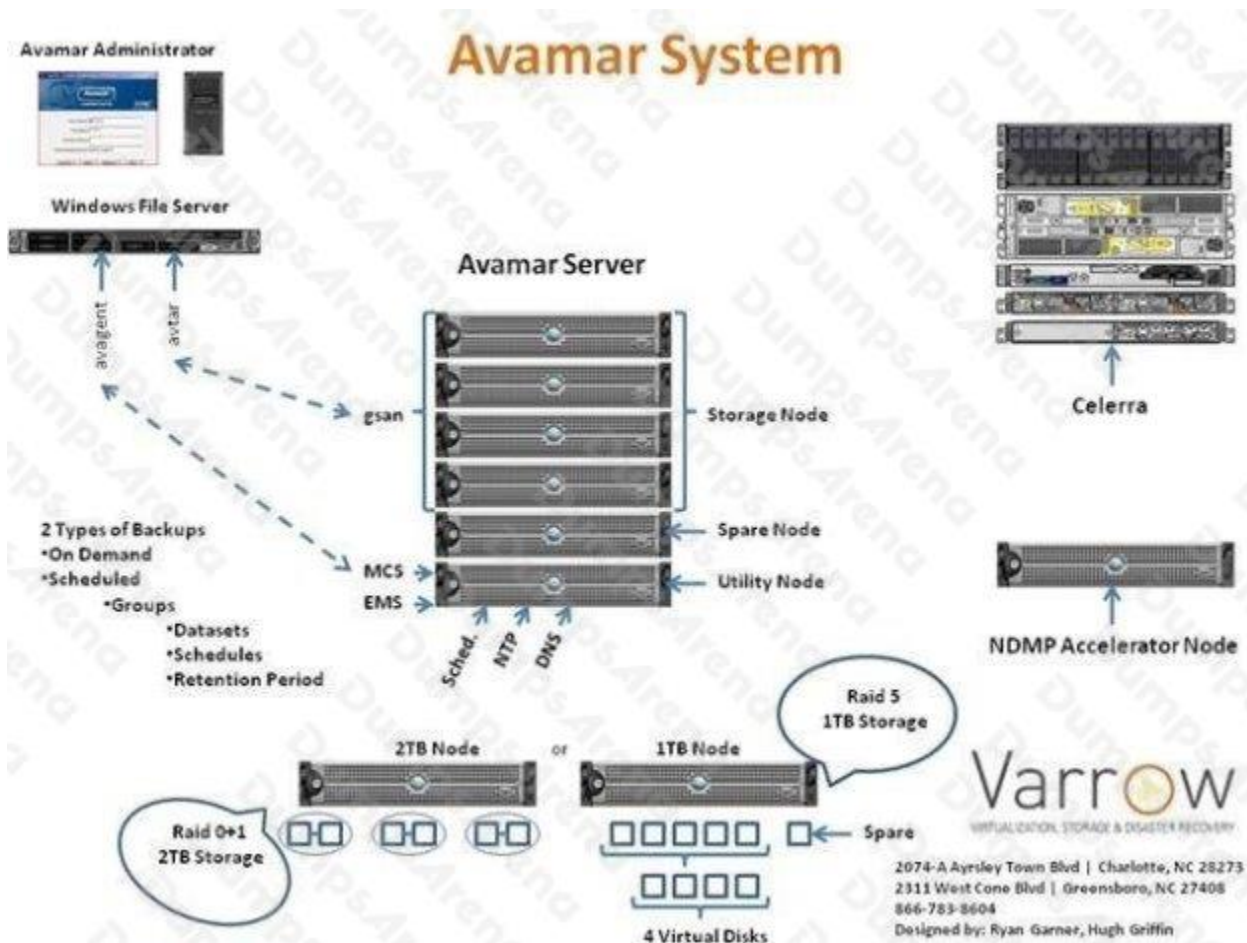 Avamar System
Avamar Administrator
Windows File Server
avagent
avtar
Avamar Server
gsan
Storage Node
Spare Node
MCS
Utility Node
EMS
Sched.
NTP
DNS
Celerra
NDMP Accelerator Node
2 Types of Backups
•On Demand
•Scheduled
•Groups
•Datasets
•Schedules
•Retention Period
2TB Node
or
1TB Node
Raid 5
1TB Storage
Raid 0+1
2TB Storage
Spare
4 Virtual Disks
Varrow
VIRTUALIZATION, STORAGE & DISASTER RECOVERY
2074-A Ayrsley Town Blvd | Charlotte, NC 28273
2311 West Cone Blvd | Greensboro, NC 27408
866-783-8604
Designed by: Ryan Garner, Hugh Griffin
DumpsArena